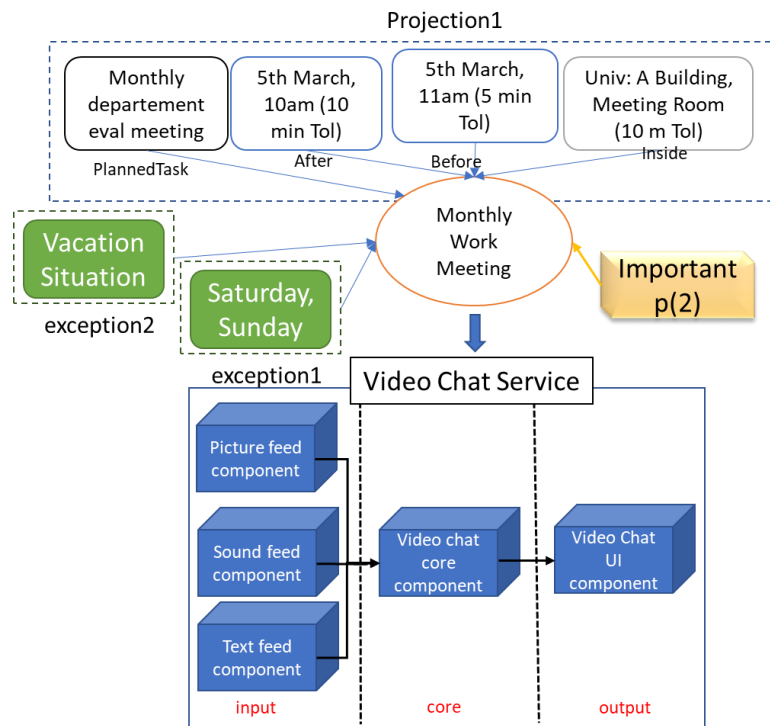 Projection1
Monthly
departement
eval meeting
5th March,
10am (10
min Tol)
5th March,
11am (5 min
Tol)
Univ: A Building,
Meeting Room
(10 m Tol)
PlannedTask
After
Before
Inside
Monthly
Work
Meeting
Vacation
Situation
exception2
Saturday,
Sunday
exception1
Important
p(2)
Video Chat Service
Picture feed
component
Sound feed
component
Text feed
component
Video chat
core
component
Video Chat
UI
component
input
core
output